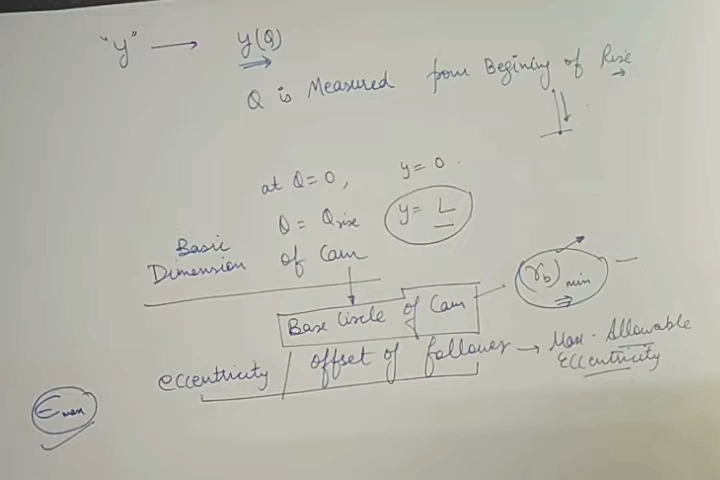 "y" → y(Q)
Q is Measured from Begining of Rise
at Q=0, y=0
Q = Qrise y= L
Basic Dimension of Cam
Base Circle of Cam — (rb)min
eccentricity / offset of follower → Max. Allowable Eccentricity
Emax